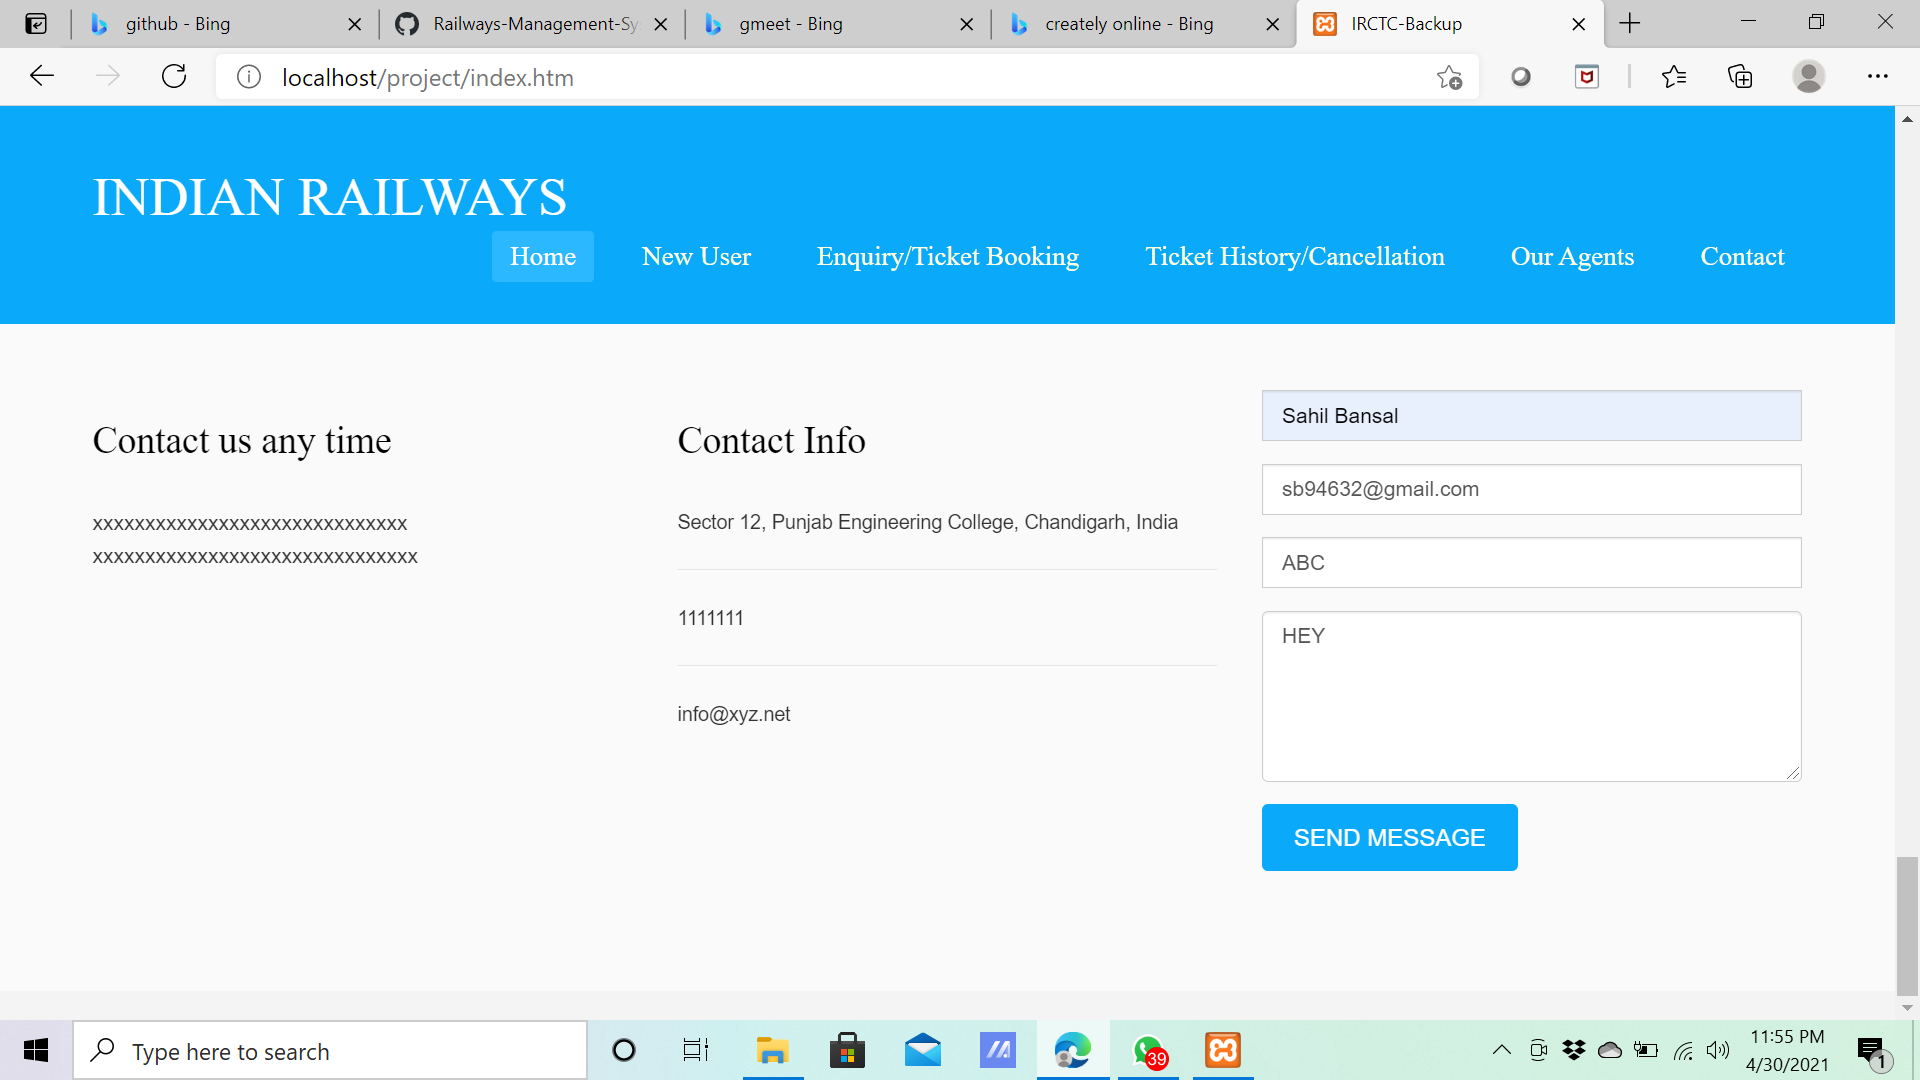 github - Bing
Railways-Management-Sy
gmeet - Bing
creately online - Bing
IRCTC-Backup
localhost/project/index.htm
INDIAN RAILWAYS
Home
New User
Enquiry/Ticket Booking
Ticket History/Cancellation
Our Agents
Contact
Contact us any time
xxxxxxxxxxxxxxxxxxxxxxxxxxxxxx
xxxxxxxxxxxxxxxxxxxxxxxxxxxxxxx
Contact Info
Sector 12, Punjab Engineering College, Chandigarh, India
1111111
info@xyz.net
Sahil Bansal
sb94632@gmail.com
ABC
HEY
SEND MESSAGE
Type here to search
39
11:55 PM
4/30/2021
1